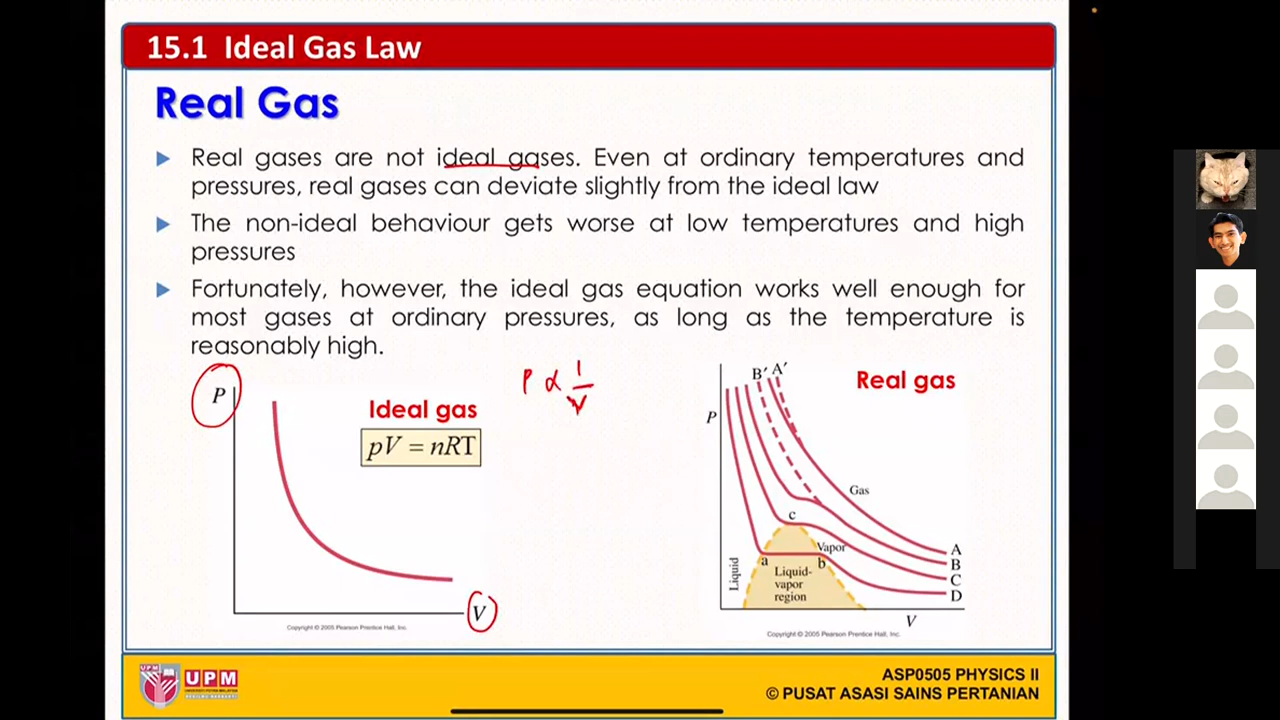 15.1 Ideal Gas Law
Real Gas
Real gases are not ideal gases. Even at ordinary temperatures and
pressures, real gases can deviate slightly from the ideal law
The non-ideal behaviour gets worse at low temperatures and high
pressures
Fortunately, however, the ideal gas equation works well enough for
most gases at ordinary pressures, as long as the temperature is
reasonably high.
P
Ideal gas
pV = nRT
V
Copyright © 2005 Pearson Prentice Hall, Inc.
P ∝ 1/V
B′ A′
Real gas
P
Gas
c
Vapor
a
b
Liquid
Liquid-
vapor
region
A
B
C
D
V
Copyright © 2005 Pearson Prentice Hall, Inc.
UPM
UPM
ASP0505 PHYSICS II
© PUSAT ASASI SAINS PERTANIAN